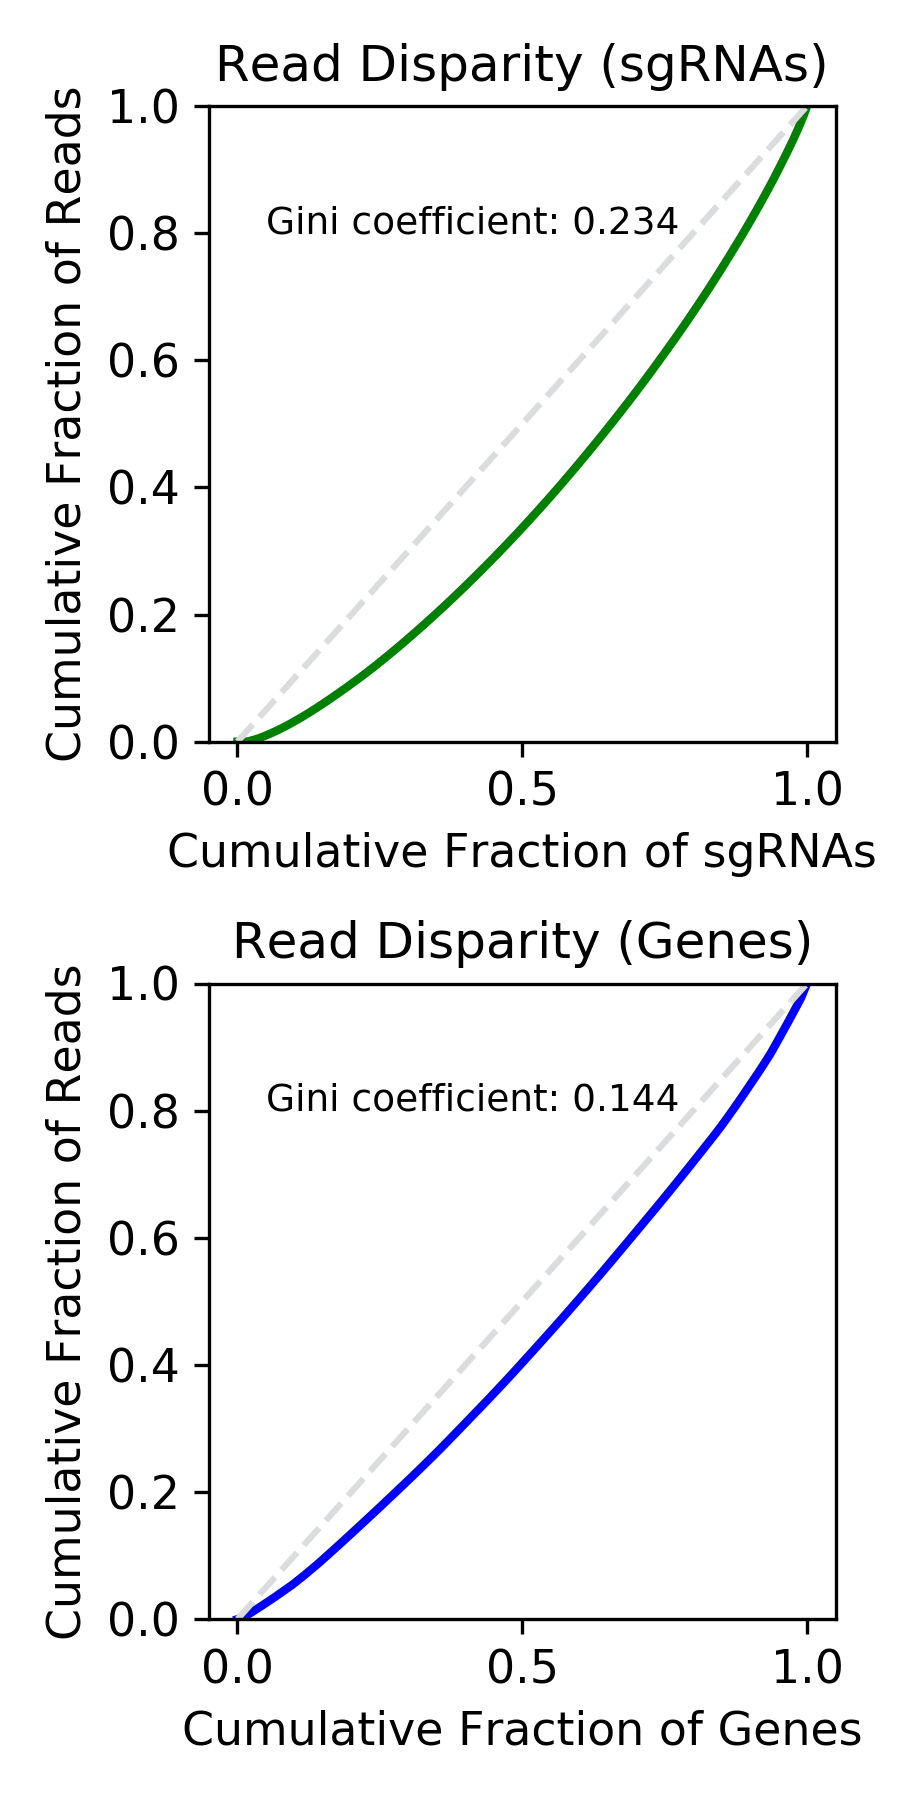 Read Disparity (sgRNAs)
Cumulative Fraction of Reads
1.0
0.8
0.6
0.4
0.2
0.0
Gini coefficient: 0.234
0.0 0.5 1.0
Cumulative Fraction of sgRNAs
Read Disparity (Genes)
Cumulative Fraction of Reads
1.0
0.8
0.6
0.4
0.2
0.0
Gini coefficient: 0.144
0.0 0.5 1.0
Cumulative Fraction of Genes